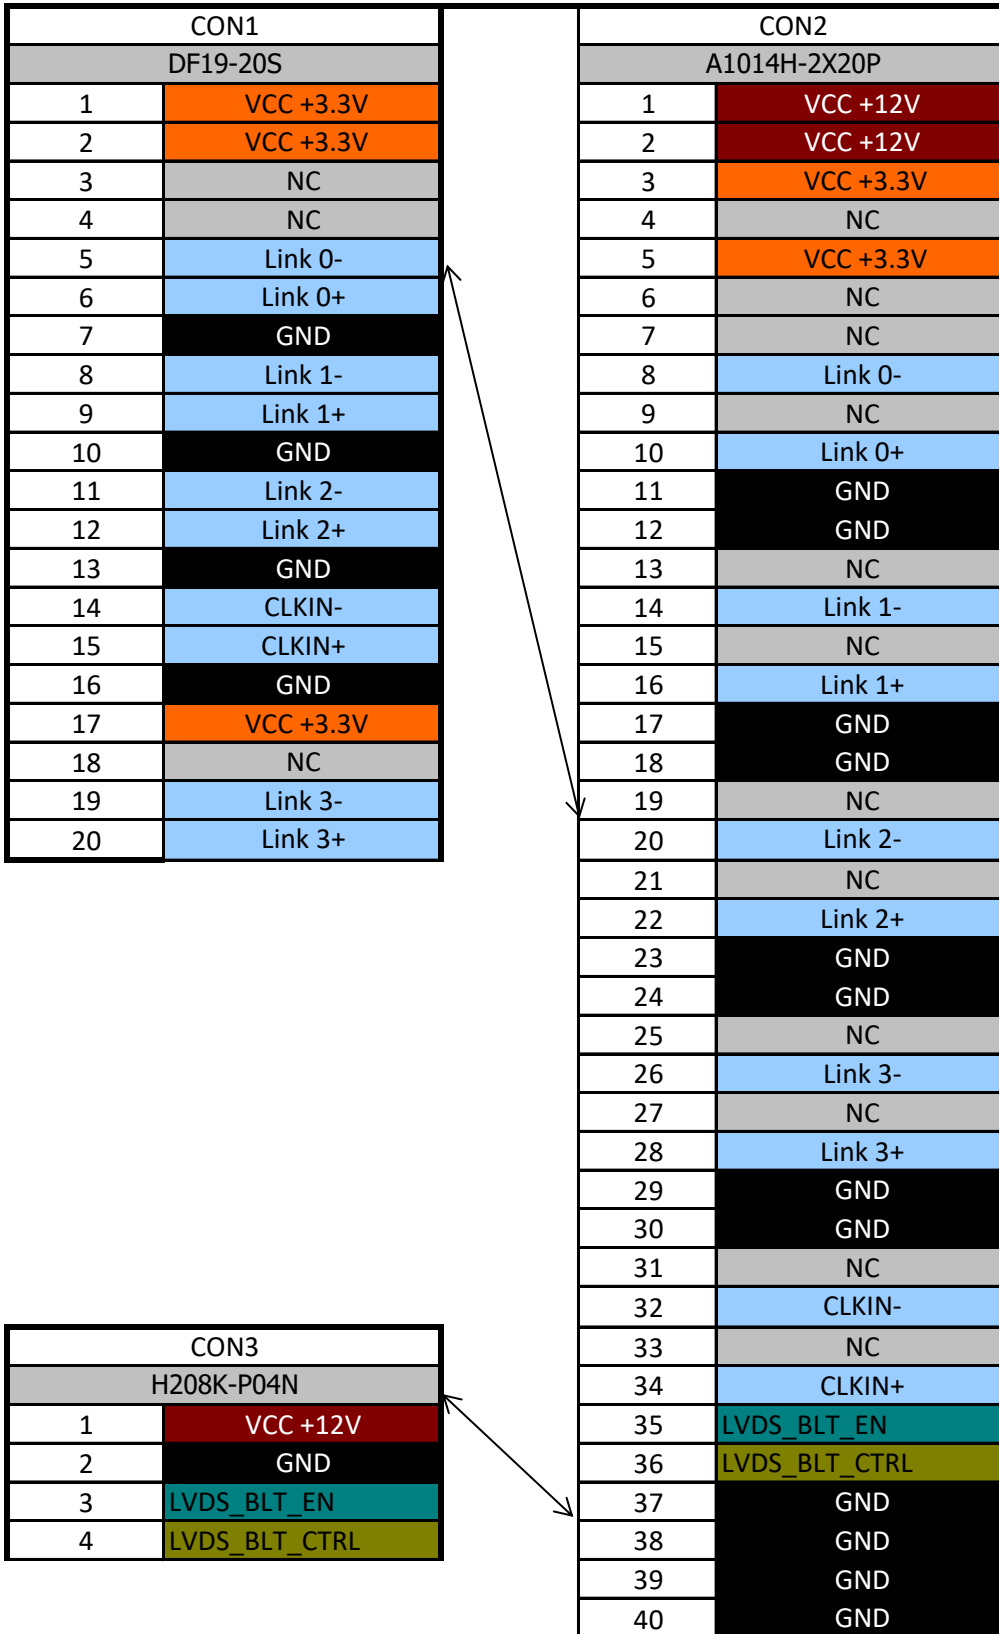 CON1
DF19-20S
1 VCC +3.3V
2 VCC +3.3V
3 NC
4 NC
5 Link 0-
6 Link 0+
7 GND
8 Link 1-
9 Link 1+
10 GND
11 Link 2-
12 Link 2+
13 GND
14 CLKIN-
15 CLKIN+
16 GND
17 VCC +3.3V
18 NC
19 Link 3-
20 Link 3+
CON2
A1014H-2X20P
1 VCC +12V
2 VCC +12V
3 VCC +3.3V
4 NC
5 VCC +3.3V
6 NC
7 NC
8 Link 0-
9 NC
10 Link 0+
11 GND
12 GND
13 NC
14 Link 1-
15 NC
16 Link 1+
17 GND
18 GND
19 NC
20 Link 2-
21 NC
22 Link 2+
23 GND
24 GND
25 NC
26 Link 3-
27 NC
28 Link 3+
29 GND
30 GND
31 NC
32 CLKIN-
33 NC
34 CLKIN+
35 LVDS_BLT_EN
36 LVDS_BLT_CTRL
37 GND
38 GND
39 GND
40 GND
CON3
H208K-P04N
1 VCC +12V
2 GND
3 LVDS_BLT_EN
4 LVDS_BLT_CTRL